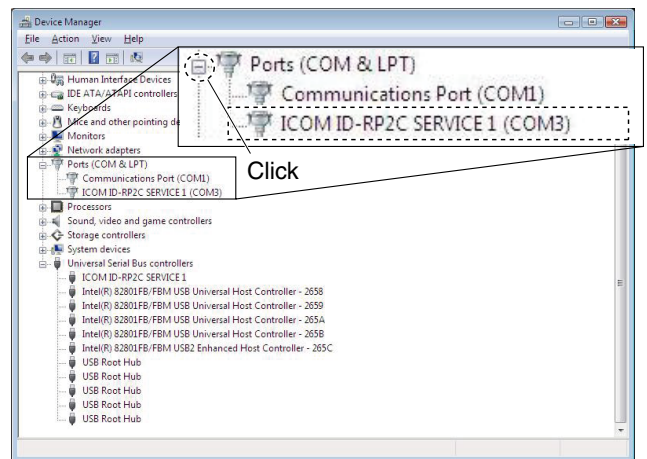 Device Manager
File Action View Help
Ports (COM & LPT)
Communications Port (COM1)
ICOM ID-RP2C SERVICE 1 (COM3)
Click
Human Interface Devices
IDE ATA/ATAPI controllers
Keyboards
Mice and other pointing de
Monitors
Network adapters
Ports (COM & LPT)
Communications Port (COM1)
ICOM ID-RP2C SERVICE 1 (COM3)
Processors
Sound, video and game controllers
Storage controllers
System devices
Universal Serial Bus controllers
ICOM ID-RP2C SERVICE 1
Intel(R) 82801FB/FBM USB Universal Host Controller - 2658
Intel(R) 82801FB/FBM USB Universal Host Controller - 2659
Intel(R) 82801FB/FBM USB Universal Host Controller - 265A
Intel(R) 82801FB/FBM USB Universal Host Controller - 265B
Intel(R) 82801FB/FBM USB2 Enhanced Host Controller - 265C
USB Root Hub
USB Root Hub
USB Root Hub
USB Root Hub
USB Root Hub